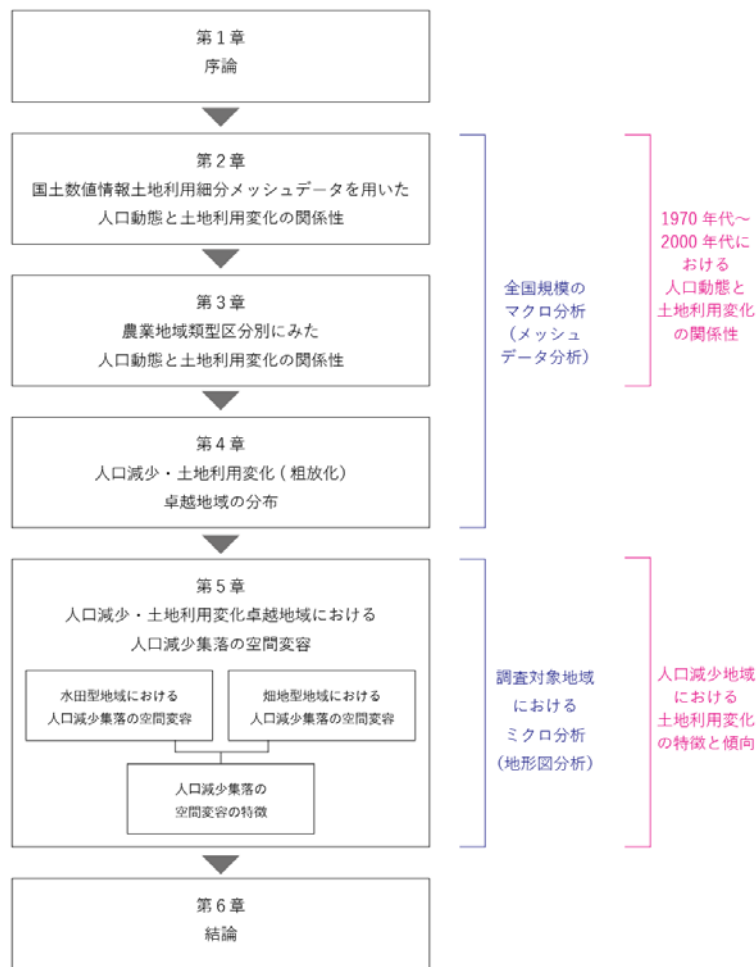 第1章
序論
第2章
国土数値情報土地利用細分メッシュデータを用いた
人口動態と土地利用変化の関係性
第3章
農業地域類型区分別にみた
人口動態と土地利用変化の関係性
第4章
人口減少・土地利用変化(粗放化)
卓越地域の分布
全国規模の
マクロ分析
(メッシュ
データ分析)
1970年代～
2000年代に
おける
人口動態と
土地利用変化
の関係性
第5章
人口減少・土地利用変化卓越地域における
人口減少集落の空間変容
水田型地域における
人口減少集落の空間変容
畑地型地域における
人口減少集落の空間変容
人口減少集落の
空間変容の特徴
調査対象地域
における
ミクロ分析
(地形図分析)
人口減少地域
における
土地利用変化
の特徴と傾向
第6章
結論